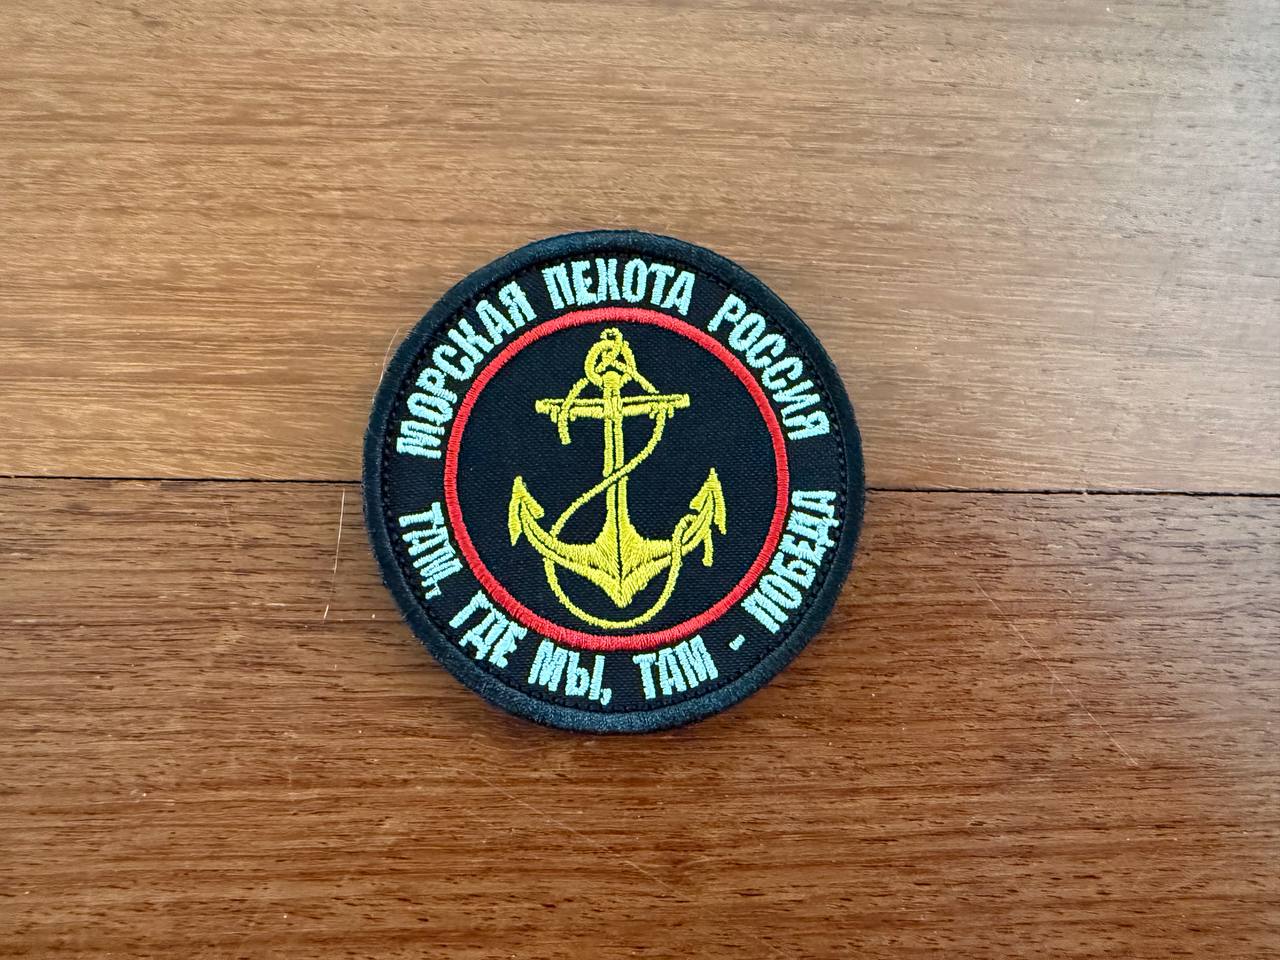 МОРСКАЯ ПЕХОТА РОССИЯ
ТАМ, ГДЕ МЫ, ТАМ - ПОБЕДА